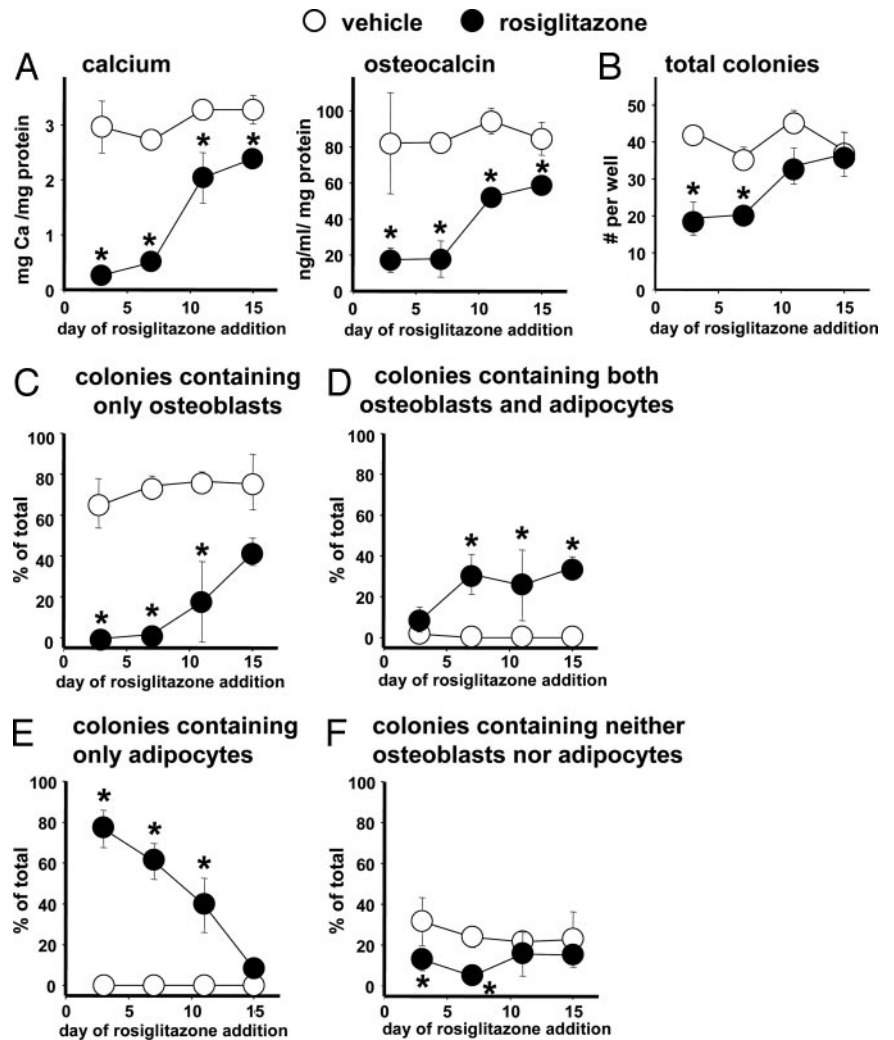 vehicle rosiglitazone
A calcium osteocalcin B total colonies
mg Ca /mg protein
3
2
1
0
0 5 10 15
day of rosiglitazone addition
* * * *
ng/ml/ mg protein
100
80
60
40
20
0
0 5 10 15
day of rosiglitazone addition
* * * *
# per well
50
40
30
20
10
0
0 5 10 15
day of rosiglitazone addition
* *
C colonies containing
only osteoblasts
% of total
100
80
60
40
20
0
0 5 10 15
day of rosiglitazone addition
* * *
D colonies containing both
osteoblasts and adipocytes
% of total
100
80
60
40
20
0
0 5 10 15
day of rosiglitazone addition
* * *
E colonies containing
only adipocytes
% of total
100
80
60
40
20
0
0 5 10 15
day of rosiglitazone addition
* * *
F colonies containing neither
osteoblasts nor adipocytes
% of total
100
80
60
40
20
0
0 5 10 15
day of rosiglitazone addition
* *